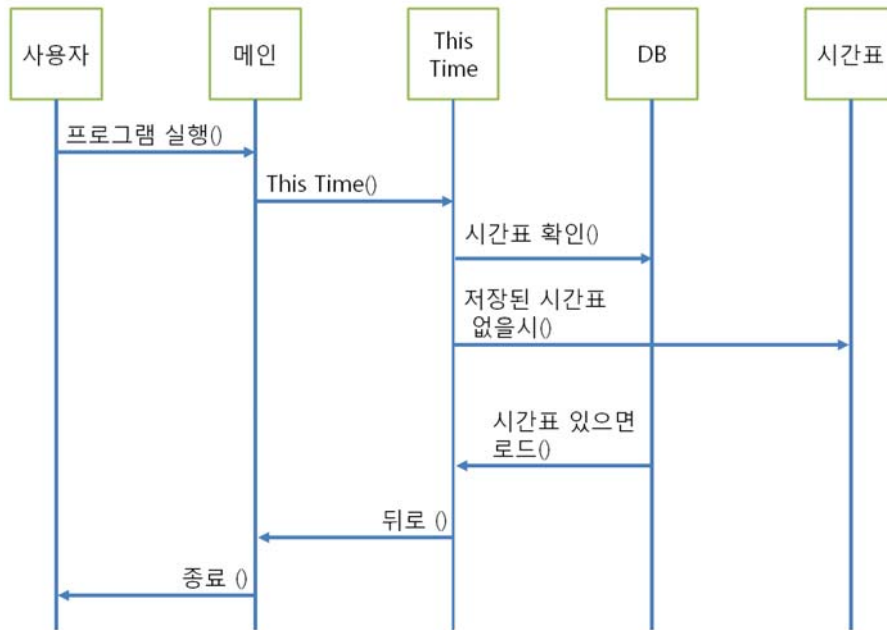 사용자
메인
This
Time
DB
시간표
프로그램 실행()
This Time()
시간표 확인()
저장된 시간표
없을시()
시간표 있으면
로드()
뒤로 ()
종료 ()